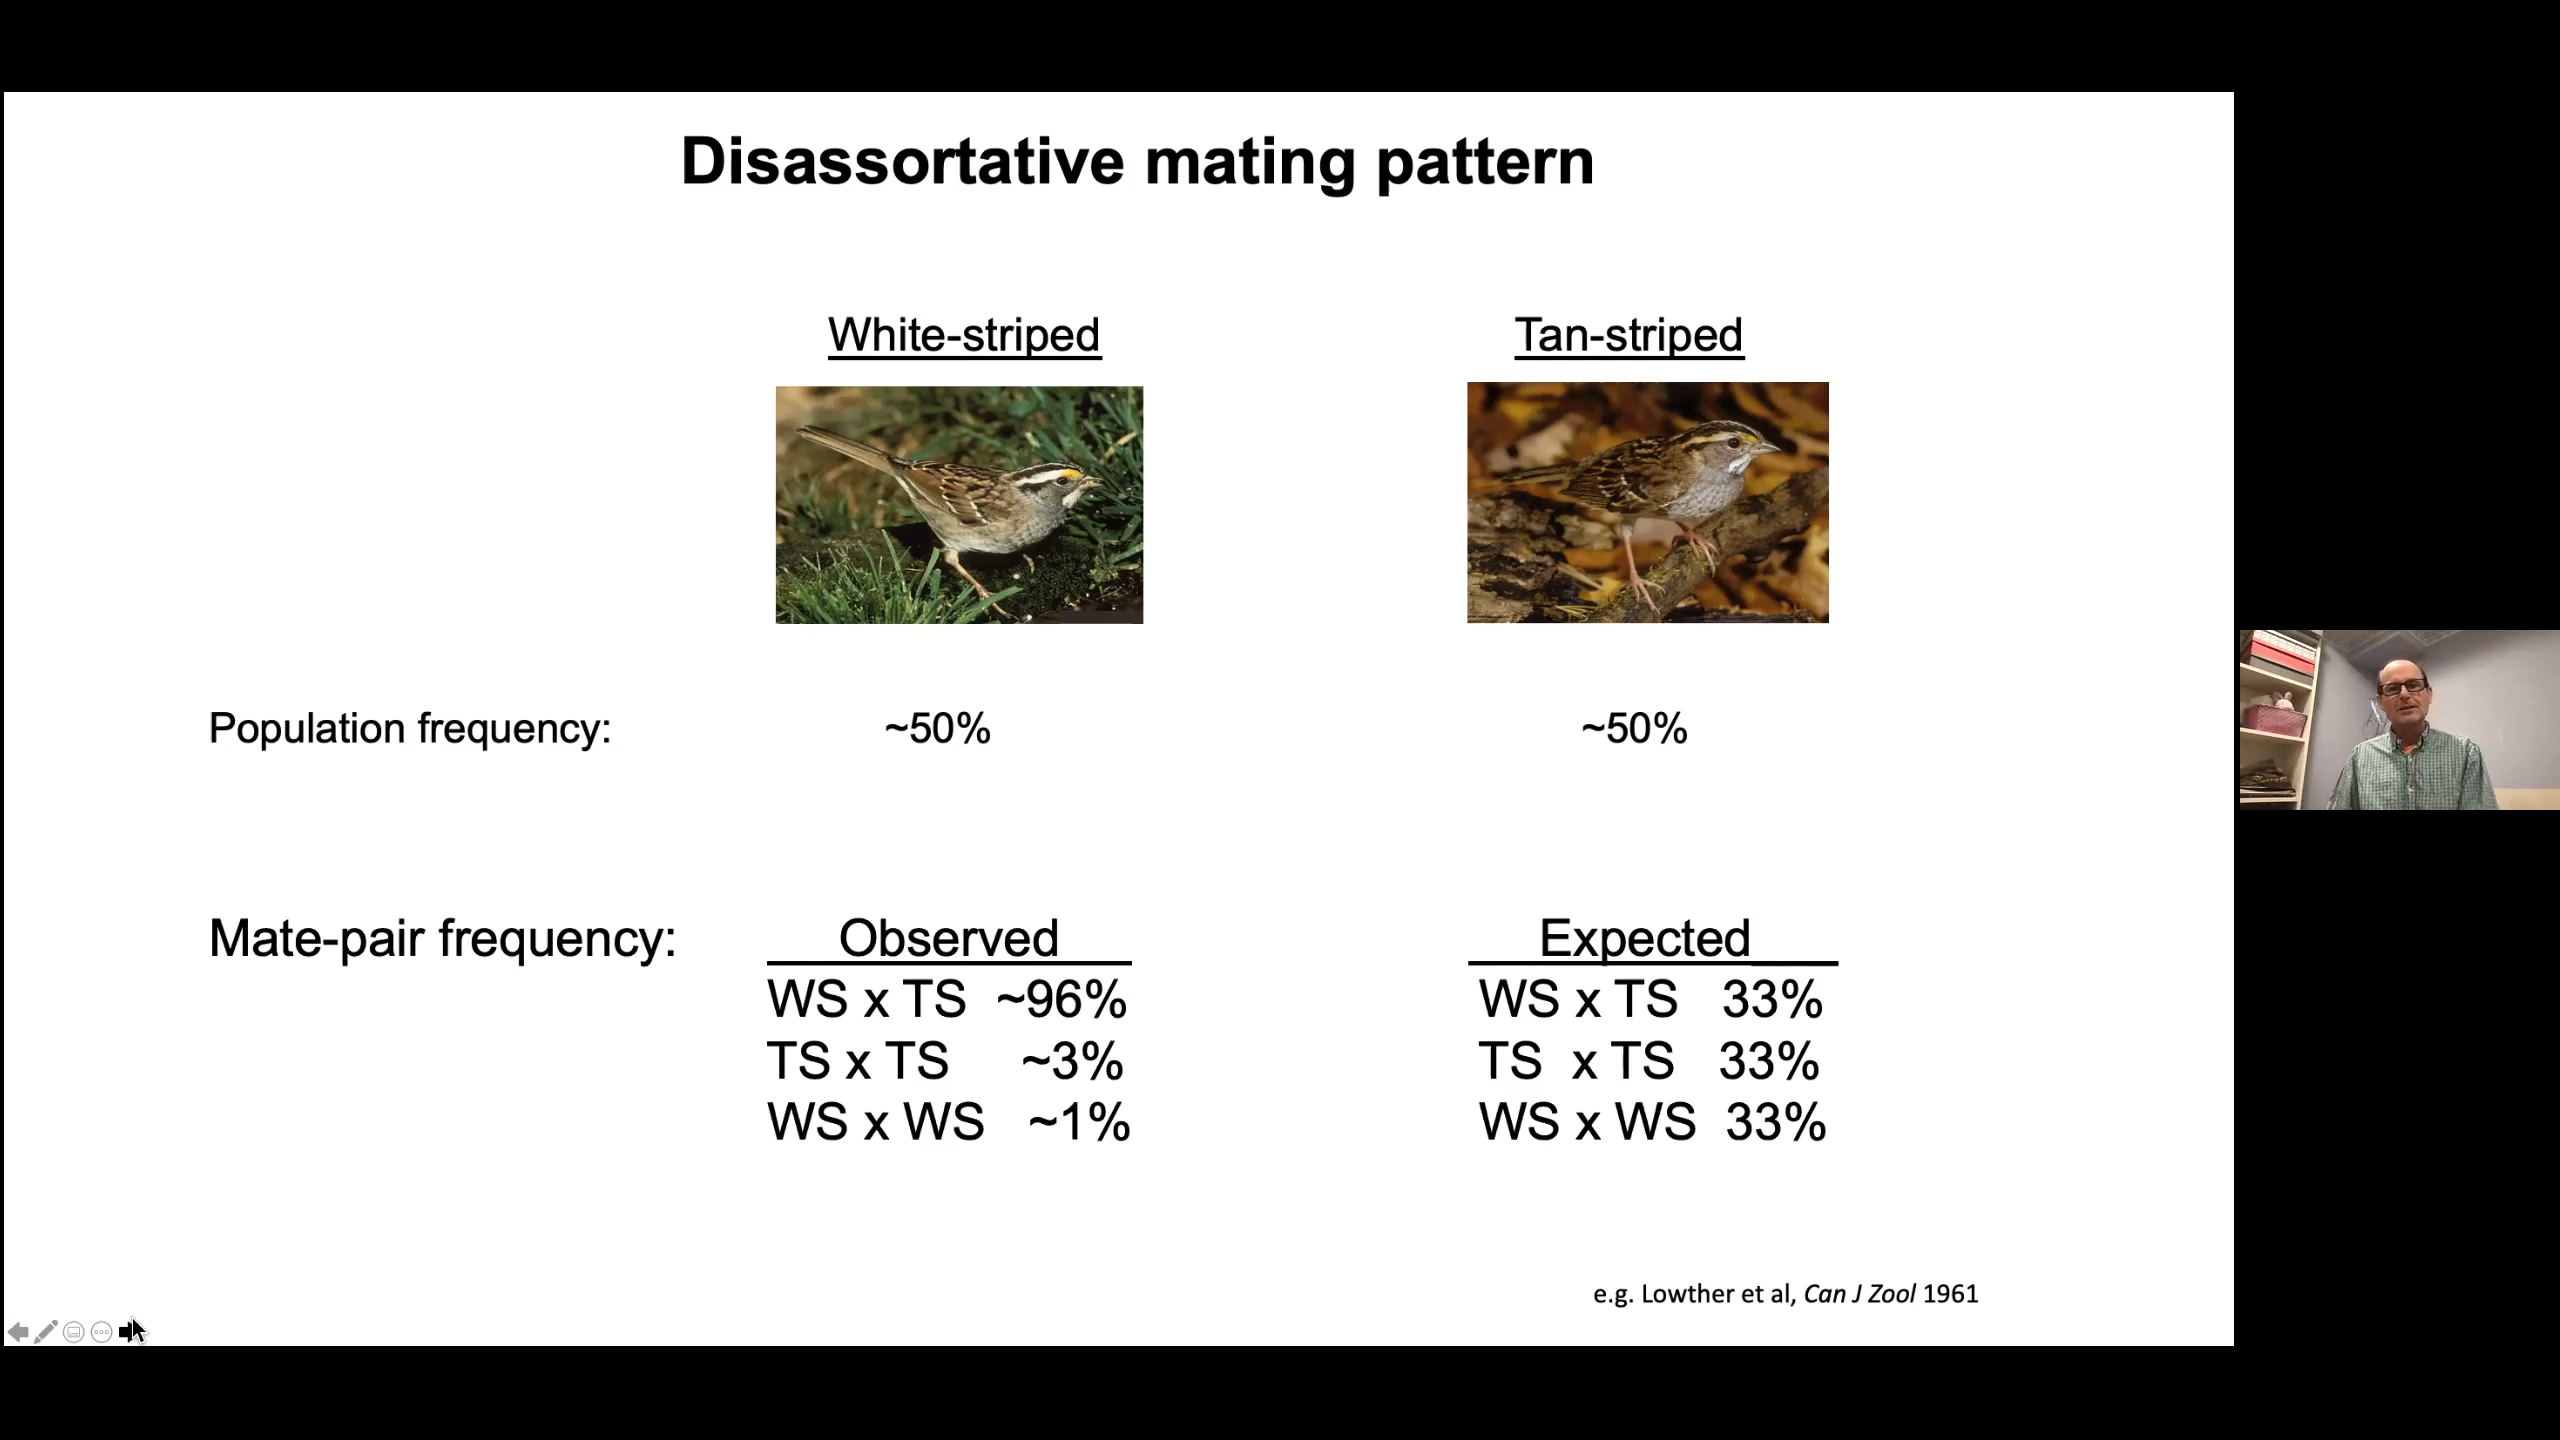 Disassortative mating pattern
White-striped
Tan-striped
Population frequency:
~50%
~50%
Mate-pair frequency:
Observed
WS x TS ~96%
TS x TS ~3%
WS x WS ~1%
Expected
WS x TS 33%
TS x TS 33%
WS x WS 33%
e.g. Lowther et al, Can J Zool 1961